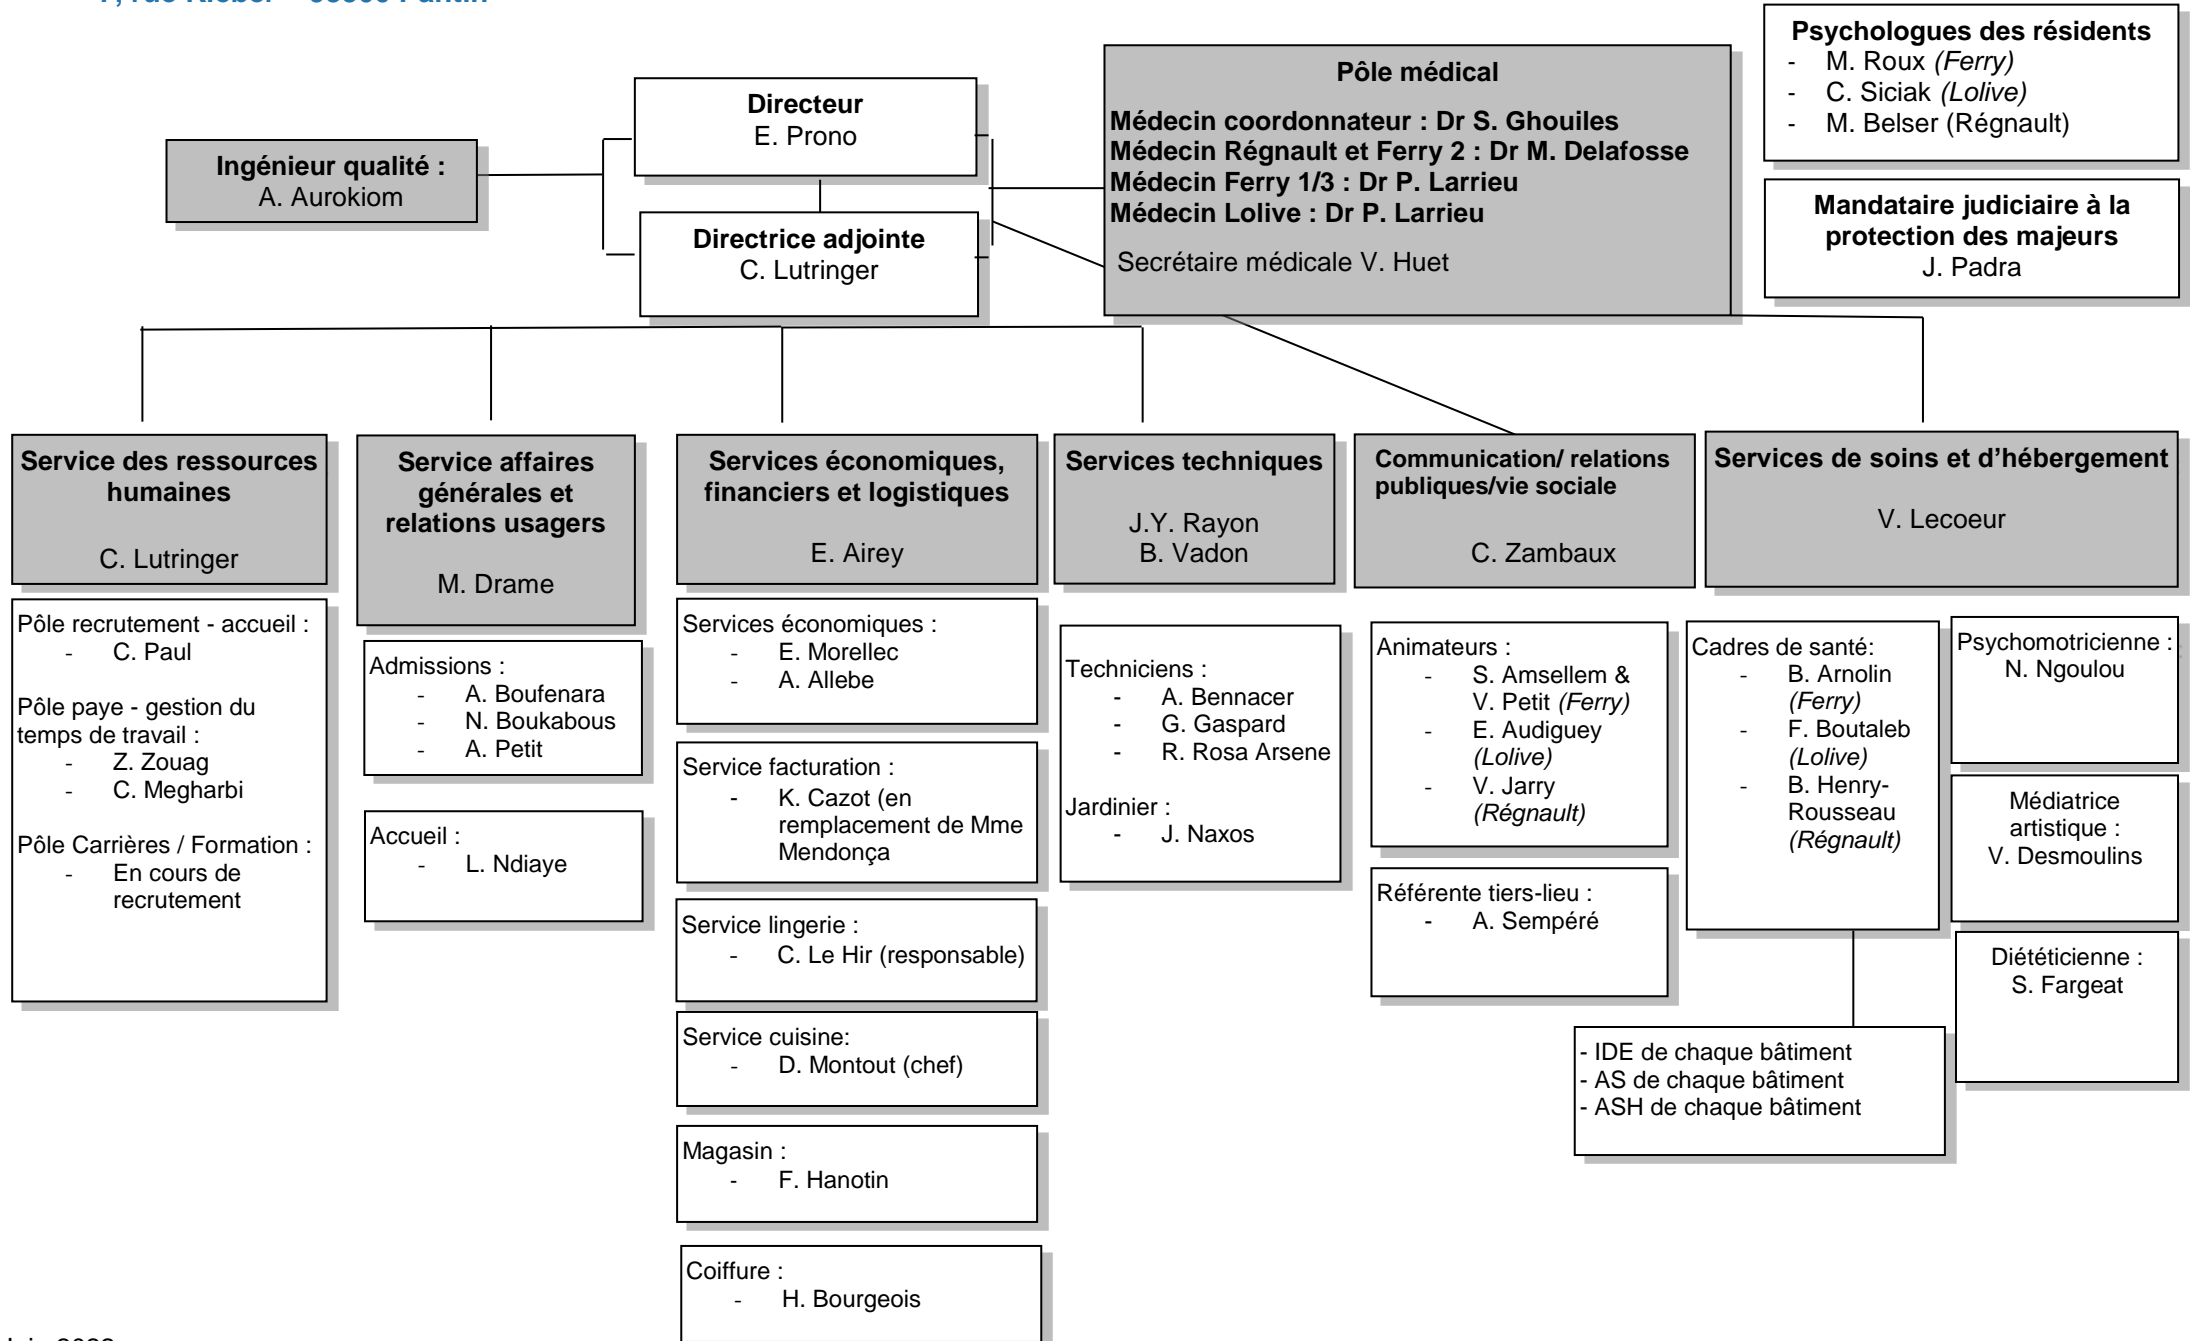 Directeur
E. Prono
Ingénieur qualité :
A. Aurokiom
Directrice adjointe
C. Lutringer
Pôle médical
Médecin coordonnateur : Dr S. Ghouiles
Médecin Régnault et Ferry 2 : Dr M. Delafosse
Médecin Ferry 1/3 : Dr P. Larrieu
Médecin Lolive : Dr P. Larrieu
Secrétaire médicale V. Huet
Psychologues des résidents
- M. Roux (Ferry)
- C. Siciak (Lolive)
- M. Belser (Régnault)
Mandataire judiciaire à la
protection des majeurs
J. Padra
Service des ressources
humaines
C. Lutringer
Pôle recrutement - accueil :
- C. Paul
Pôle paye - gestion du
temps de travail :
- Z. Zouag
- C. Megharbi
Pôle Carrières / Formation :
- En cours de
recrutement
Service affaires
générales et
relations usagers
M. Drame
Admissions :
- A. Boufenara
- N. Boukabous
- A. Petit
Accueil :
- L. Ndiaye
Services économiques,
financiers et logistiques
E. Airey
Services économiques :
- E. Morellec
- A. Allebe
Service facturation :
- K. Cazot (en
remplacement de Mme
Mendonça
Service lingerie :
- C. Le Hir (responsable)
Service cuisine:
- D. Montout (chef)
Magasin :
- F. Hanotin
Coiffure :
- H. Bourgeois
Services techniques
J.Y. Rayon
B. Vadon
Techniciens :
- A. Bennacer
- G. Gaspard
- R. Rosa Arsene
Jardinier :
- J. Naxos
Communication/ relations
publiques/vie sociale
C. Zambaux
Animateurs :
- S. Amsellem &
V. Petit (Ferry)
- E. Audiguey
(Lolive)
- V. Jarry
(Régnault)
Référente tiers-lieu :
- A. Sempéré
Services de soins et d'hébergement
V. Lecoeur
Cadres de santé:
- B. Arnolin
(Ferry)
- F. Boutaleb
(Lolive)
- B. Henry-
Rousseau
(Régnault)
- IDE de chaque bâtiment
- AS de chaque bâtiment
- ASH de chaque bâtiment
Psychomotricienne :
N. Ngoulou
Médiatrice
artistique :
V. Desmoulins
Diététicienne :
S. Fargeat